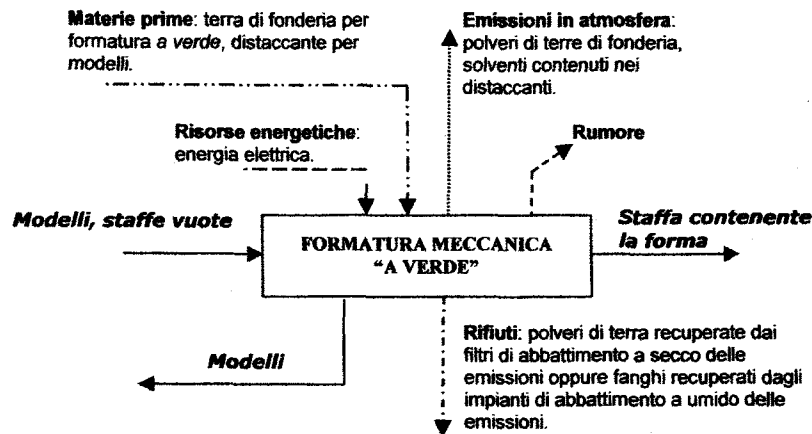 Materie prime: terra di fonderia per
formatura a verde, distaccante per
modelli.
Emissioni in atmosfera:
polveri di terre di fonderia,
solventi contenuti nei
distaccanti.
Risorse energetiche:
energia elettrica.
Rumore
Modelli, staffe vuote
FORMATURA MECCANICA
“A VERDE”
Staffa contenente
la forma
Modelli
Rifiuti: polveri di terra recuperate dai
filtri di abbattimento a secco delle
emissioni oppure fanghi recuperati dagli
impianti di abbattimento a umido delle
emissioni.